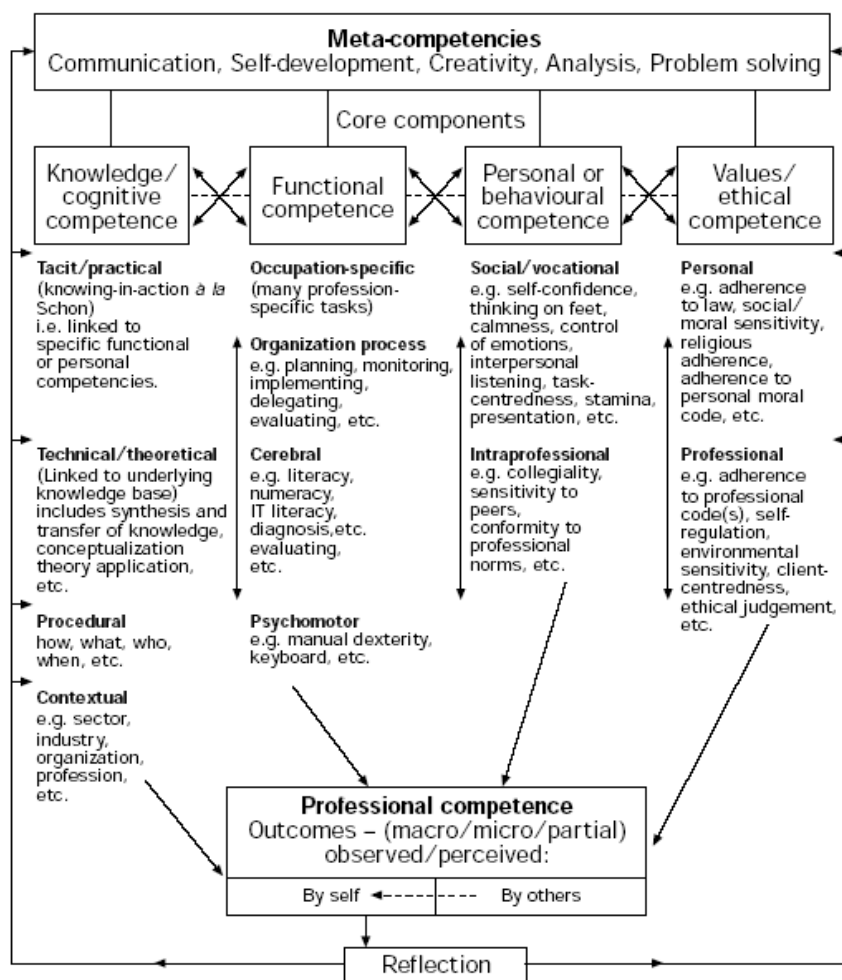 Meta-competencies
Communication, Self-development, Creativity, Analysis, Problem solving
Core components
Knowledge/
cognitive
competence
Functional
competence
Personal or
behavioural
competence
Values/
ethical
competence
Tacit/practical
(knowing-in-action à la
Schon)
i.e. linked to
specific functional
or personal
competencies.
Technical/theoretical
(Linked to underlying
knowledge base)
includes synthesis and
transfer of knowledge,
conceptualization
theory application,
etc.
Procedural
how, what, who,
when, etc.
Contextual
e.g. sector,
industry,
organization,
profession,
etc.
Occupation-specific
(many profession-
specific tasks)
Organization process
e.g. planning, monitoring,
implementing,
delegating,
evaluating, etc.
Cerebral
e.g. literacy,
numeracy,
IT literacy,
diagnosis,etc.
evaluating,
etc.
Psychomotor
e.g. manual dexterity,
keyboard, etc.
Social/vocational
e.g. self-confidence,
thinking on feet,
calmness, control
of emotions,
interpersonal
listening, task-
centredness, stamina,
presentation, etc.
Intraprofessional
e.g. collegiality,
sensitivity to
peers,
conformity to
professional
norms, etc.
Personal
e.g. adherence
to law, social/
moral sensitivity,
religious
adherence,
adherence to
personal moral
code, etc.
Professional
e.g. adherence
to professional
code(s), self-
regulation,
environmental
sensitivity, client-
centredness,
ethical judgement,
etc.
Professional competence
Outcomes – (macro/micro/partial)
observed/perceived:
By self
By others
Reflection